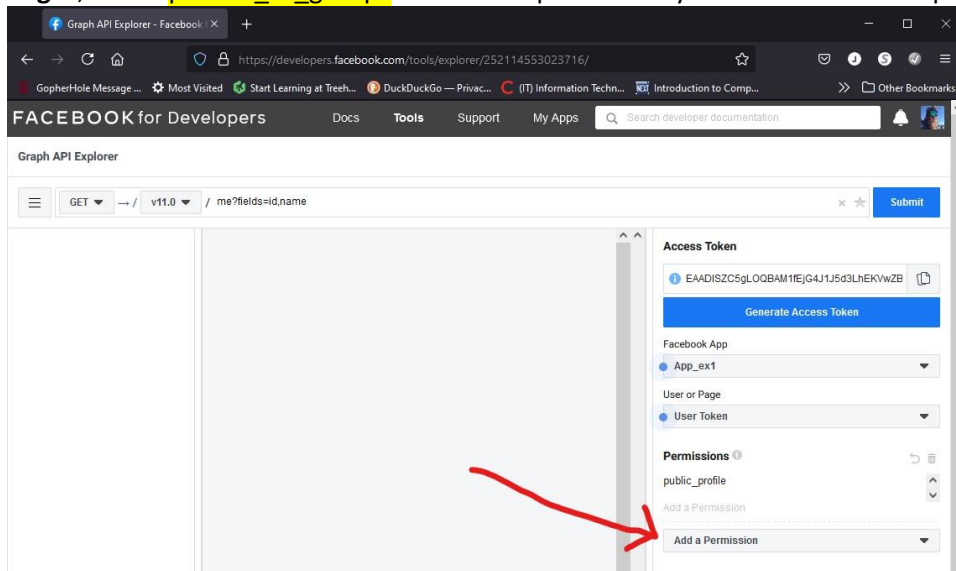 Graph API Explorer - Facebook
https://developers.facebook.com/tools/explorer/252114553023716/
GopherHole Message ... Most Visited Start Learning at Treeh... DuckDuckGo — Privac... (IT) Information Techn... Introduction to Comp... Other Bookmarks
FACEBOOK for Developers Docs Tools Support My Apps Search developer documentation
Graph API Explorer
GET → / v11.0 / me?fields=id,name Submit
Access Token
Generate Access Token
Facebook App
App_ex1
User or Page
User Token
Permissions
public_profile
Add a Permission
Add a Permission